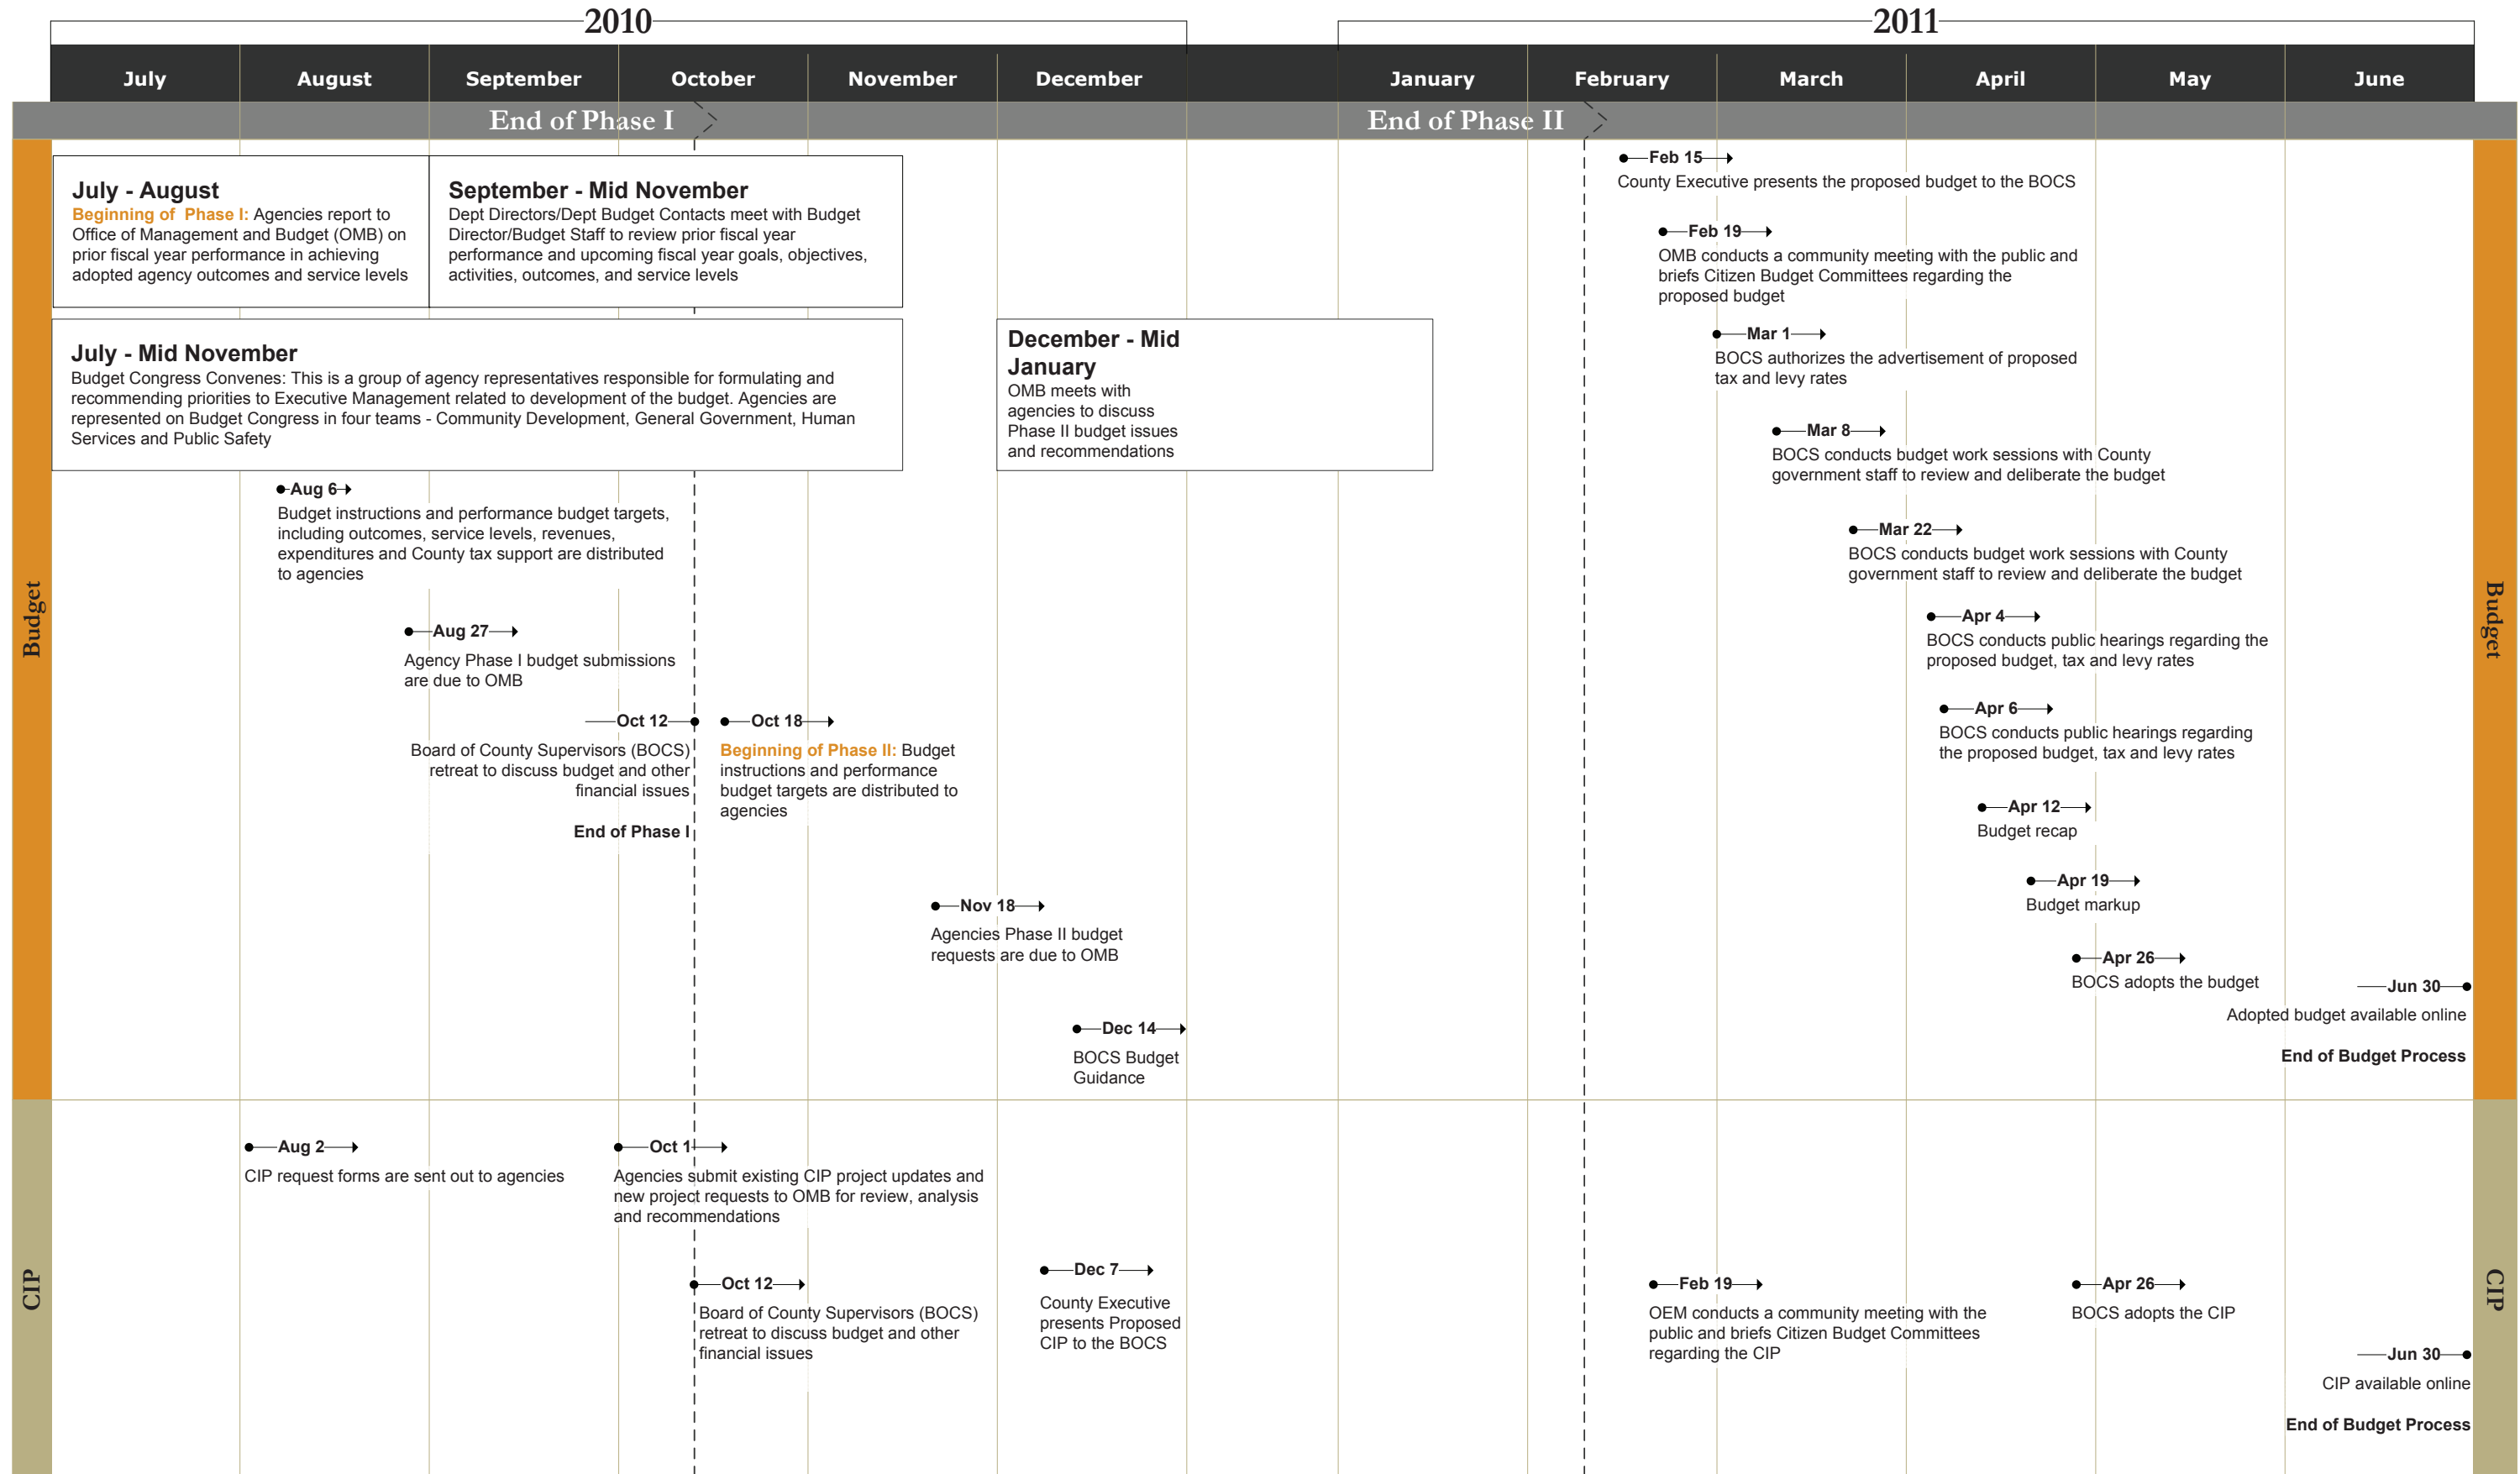 2010
2011
July
August
September
October
November
December
January
February
March
April
May
June
End of Phase I
End of Phase II
Budget
July - August
Beginning of Phase I: Agencies report to
Office of Management and Budget (OMB) on
prior fiscal year performance in achieving
adopted agency outcomes and service levels
September - Mid November
Dept Directors/Dept Budget Contacts meet with Budget
Director/Budget Staff to review prior fiscal year
performance and upcoming fiscal year goals, objectives,
activities, outcomes, and service levels
July - Mid November
Budget Congress Convenes: This is a group of agency representatives responsible for formulating and
recommending priorities to Executive Management related to development of the budget. Agencies are
represented on Budget Congress in four teams - Community Development, General Government, Human
Services and Public Safety
December - Mid
January
OMB meets with
agencies to discuss
Phase II budget issues
and recommendations
Aug 6
Budget instructions and performance budget targets,
including outcomes, service levels, revenues,
expenditures and County tax support are distributed
to agencies
Aug 27
Agency Phase I budget submissions
are due to OMB
Oct 12
Board of County Supervisors (BOCS)
retreat to discuss budget and other
financial issues
End of Phase I
Oct 18
Beginning of Phase II: Budget
instructions and performance
budget targets are distributed to
agencies
Nov 18
Agencies Phase II budget
requests are due to OMB
Dec 14
BOCS Budget
Guidance
Feb 15
County Executive presents the proposed budget to the BOCS
Feb 19
OMB conducts a community meeting with the public and
briefs Citizen Budget Committees regarding the
proposed budget
Mar 1
BOCS authorizes the advertisement of proposed
tax and levy rates
Mar 8
BOCS conducts budget work sessions with County
government staff to review and deliberate the budget
Mar 22
BOCS conducts budget work sessions with County
government staff to review and deliberate the budget
Apr 4
BOCS conducts public hearings regarding the
proposed budget, tax and levy rates
Apr 6
BOCS conducts public hearings regarding
the proposed budget, tax and levy rates
Apr 12
Budget recap
Apr 19
Budget markup
Apr 26
BOCS adopts the budget
Jun 30
Adopted budget available online
End of Budget Process
Budget
CIP
Aug 2
CIP request forms are sent out to agencies
Oct 1
Agencies submit existing CIP project updates and
new project requests to OMB for review, analysis
and recommendations
Oct 12
Board of County Supervisors (BOCS)
retreat to discuss budget and other
financial issues
Dec 7
County Executive
presents Proposed
CIP to the BOCS
Feb 19
OEM conducts a community meeting with the
public and briefs Citizen Budget Committees
regarding the CIP
Apr 26
BOCS adopts the CIP
Jun 30
CIP available online
End of Budget Process
CIP